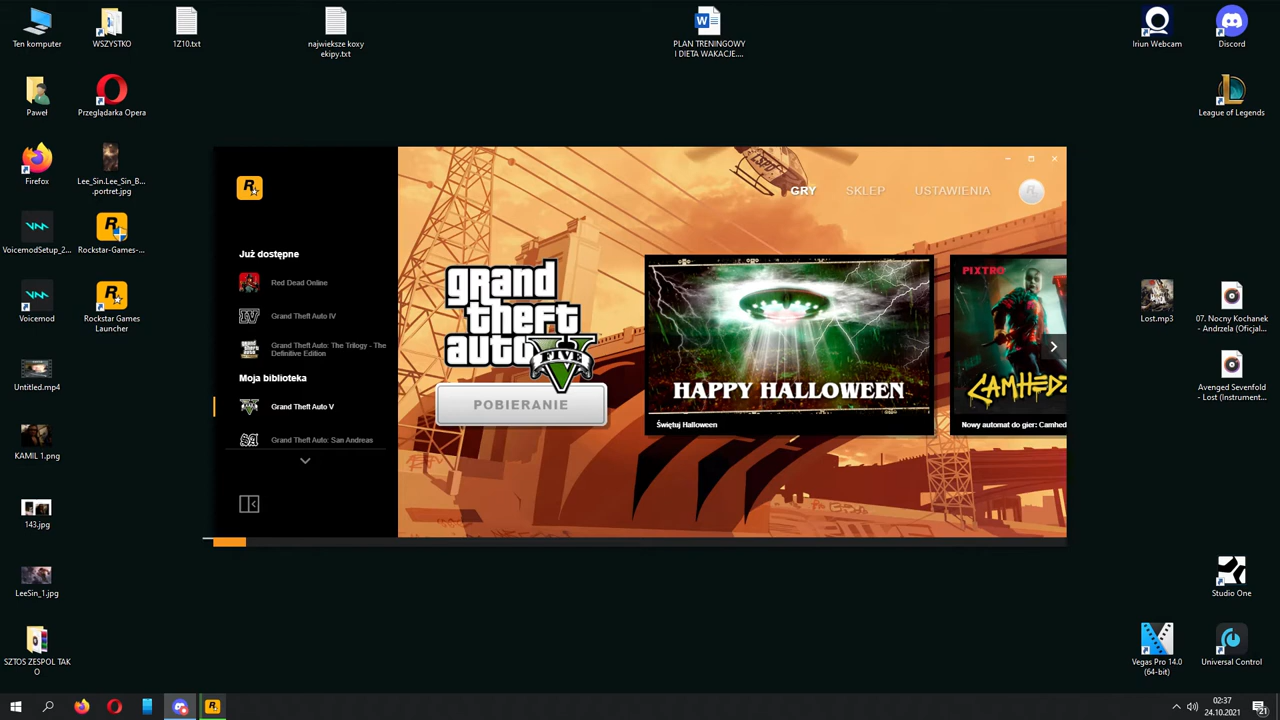 Ten komputer
WSZYSTKO
1Z10.txt
najwieksze koxy
ekipy.txt
PLAN TRENINGOWY
I DIETA WAKACJE....
Iriun Webcam
Discord
Paweł
Przeglądarka Opera
League of Legends
Firefox
Lee_Sin.Lee_Sin_B...
.portret.jpg
VoicemodSetup_2...
Rockstar-Games-...
Voicemod
Rockstar Games
Launcher
Untitled.mp4
KAMIL 1.png
143.jpg
LeeSin_1.jpg
SZTOS ZESPOL TAK
O
GRY
SKLEP
USTAWIENIA
Już dostępne
Red Dead Online
Grand Theft Auto IV
Grand Theft Auto: The Trilogy - The
Definitive Edition
Moja biblioteka
Grand Theft Auto V
Grand Theft Auto: San Andreas
LSPD
grand
theft
auto
V
FIVE
POBIERANIE
HAPPY HALLOWEEN
Świętuj Halloween
PIXTRO
CAMHEDZ
Nowy automat do gier: Camhed
Lost.mp3
07. Nocny Kochanek
- Andrzela (Oficjal...
Avenged Sevenfold
- Lost (Instrument...
Studio One
Vegas Pro 14.0
(64-bit)
Universal Control
02:37
24.10.2021
21